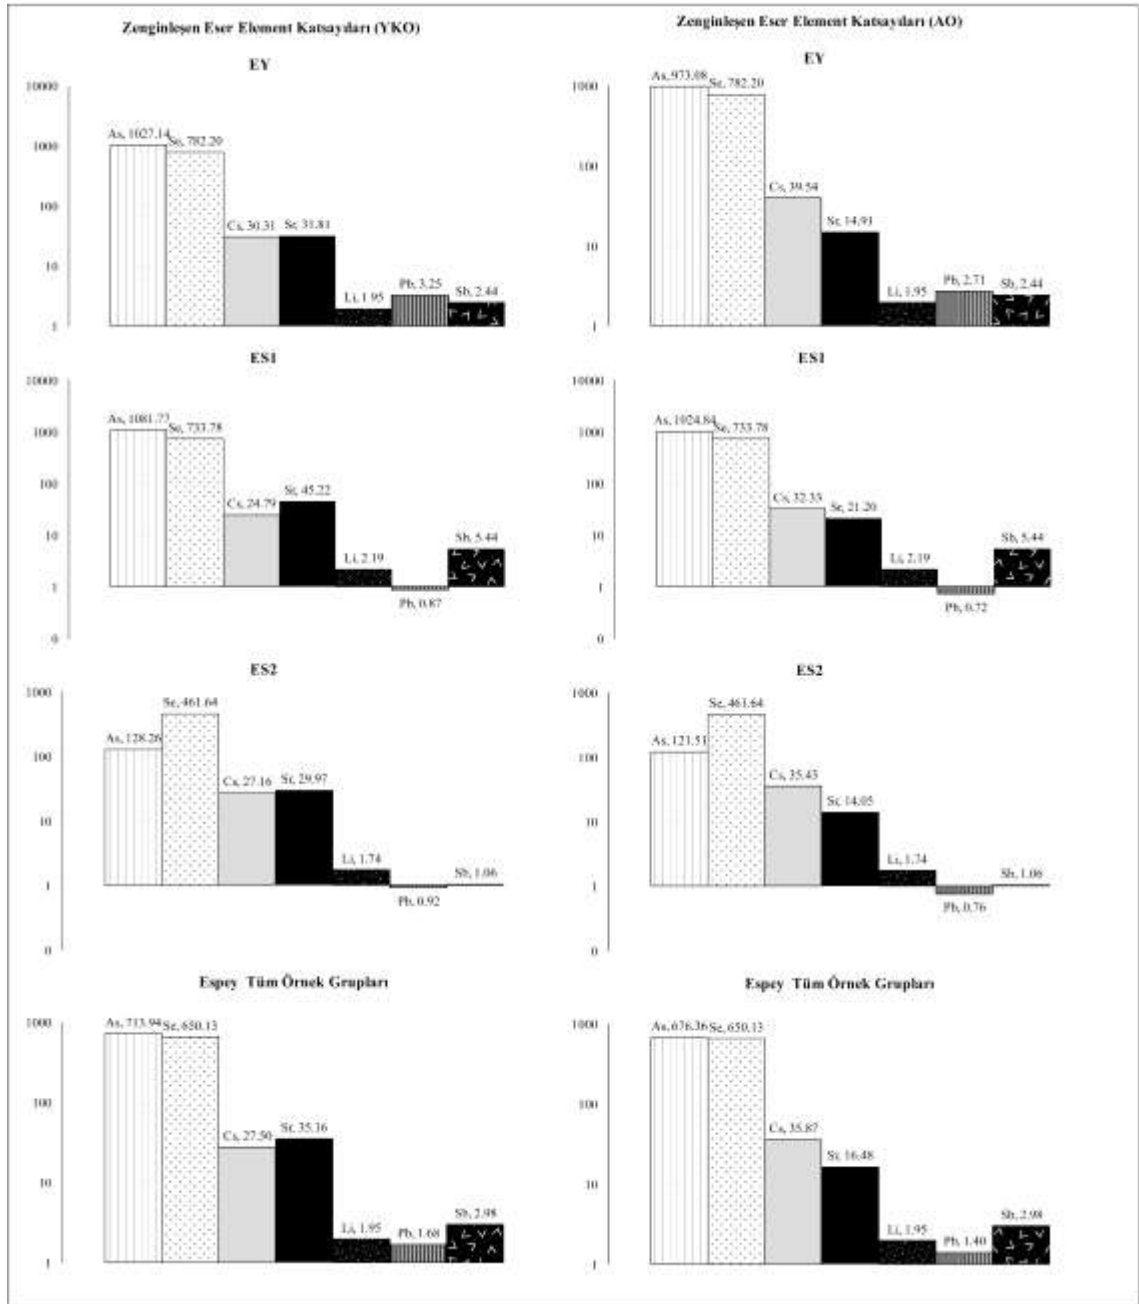 Zenginleşen Eser Element Katsayıları (YKO)
EY
10000
1000
100
10
1
As, 1027.14
Se, 782.20
Cs, 30.31
Sr, 31.81
Li, 1.95
Pb, 3.25
Sb, 2.44
Zenginleşen Eser Element Katsayıları (AO)
EY
1000
100
10
1
As, 973.08
Se, 782.20
Cs, 39.54
Sr, 14.91
Li, 1.95
Pb, 2.71
Sb, 2.44
ES1
10000
1000
100
10
1
0
As, 1081.77
Se, 733.78
Cs, 24.79
Sr, 45.22
Li, 2.19
Pb, 0.87
Sb, 5.44
ES1
10000
1000
100
10
1
0
As, 1024.84
Se, 733.78
Cs, 32.33
Sr, 21.20
Li, 2.19
Pb, 0.72
Sb, 5.44
ES2
1000
100
10
1
0
As, 128.26
Se, 461.64
Cs, 27.16
Sr, 29.97
Li, 1.74
Pb, 0.92
Sb, 1.06
ES2
1000
100
10
1
0
As, 121.51
Se, 461.64
Cs, 35.43
Sr, 14.05
Li, 1.74
Pb, 0.76
Sb, 1.06
Espey Tüm Örnek Grupları
1000
100
10
1
As, 713.94
Se, 650.13
Cs, 27.50
Sr, 35.16
Li, 1.95
Pb, 1.68
Sb, 2.98
Espey Tüm Örnek Grupları
1000
100
10
1
As, 676.36
Se, 650.13
Cs, 35.87
Sr, 16.48
Li, 1.95
Pb, 1.40
Sb, 2.98